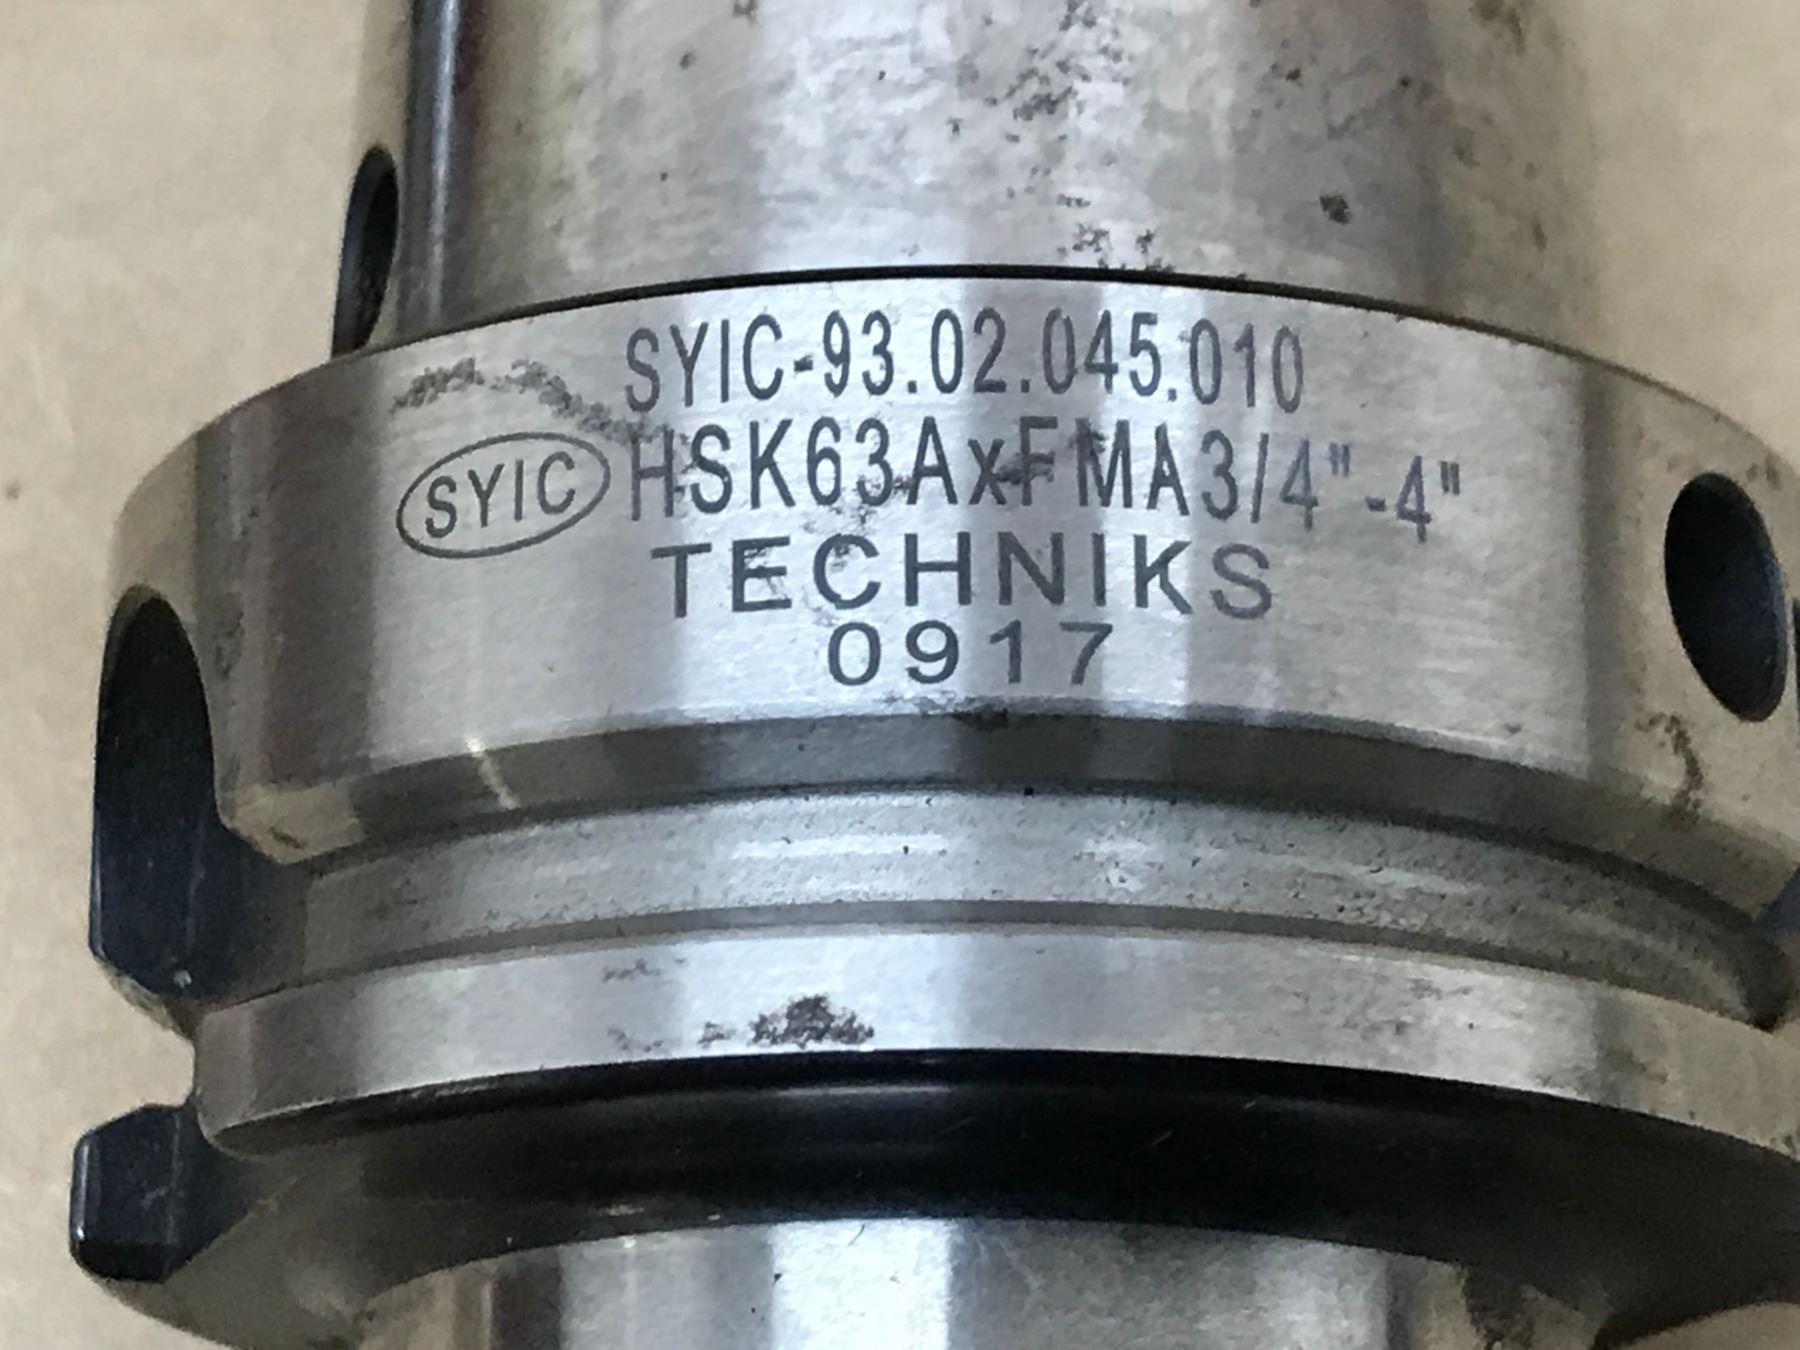 SYIC-93.02.045.010
SYIC HSK63AxFMA3/4"-4"
TECHNIKS
0917